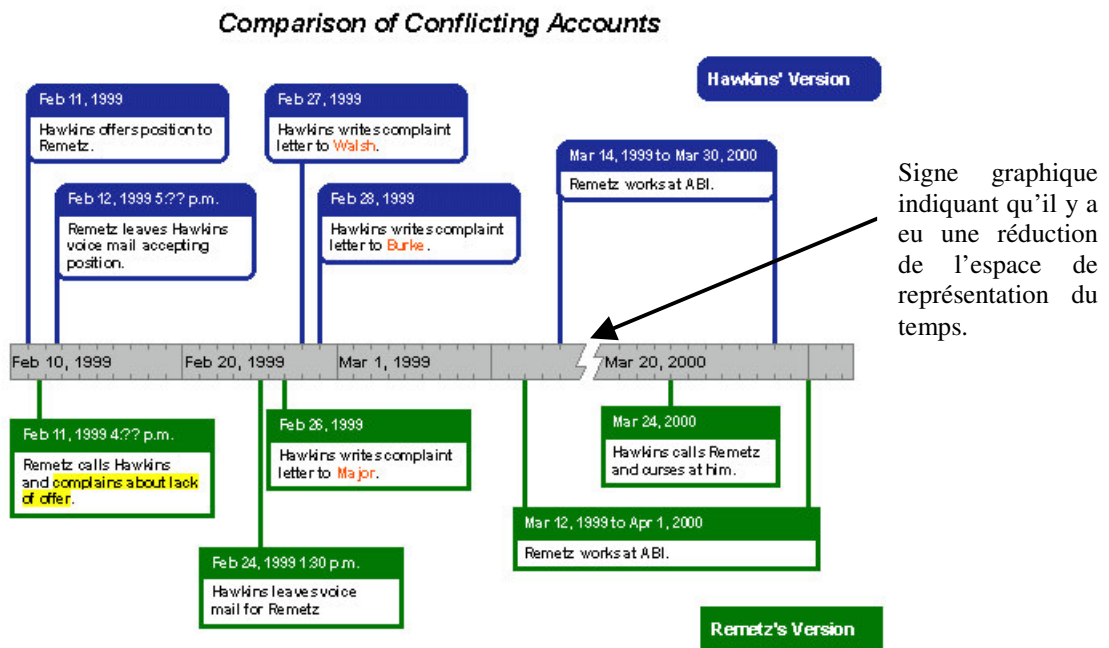 Comparison of Conflicting Accounts
Hawkins' Version
Feb 11, 1999
Hawkins offers position to
Remetz.
Feb 27, 1999
Hawkins writes complaint
letter to Walsh.
Feb 12, 1999 5:?? p.m.
Remetz leaves Hawkins
voice mail accepting
position.
Feb 28, 1999
Hawkins writes complaint
letter to Burke.
Mar 14, 1999 to Mar 30, 2000
Remetz works at ABI.
Signe graphique
indiquant qu'il y a
eu une réduction
de l'espace de
représentation du
temps.
Feb 10, 1999 Feb 20, 1999 Mar 1, 1999 Mar 20, 2000
Feb 11, 1999 4:?? p.m.
Remetz calls Hawkins
and complains about lack
of offer.
Feb 26, 1999
Hawkins writes complaint
letter to Major.
Mar 24, 2000
Hawkins calls Remetz
and curses at him.
Mar 12, 1999 to Apr 1, 2000
Remetz works at ABI.
Feb 24, 1999 1:30 p.m.
Hawkins leaves voice
mail for Remetz
Remetz's Version